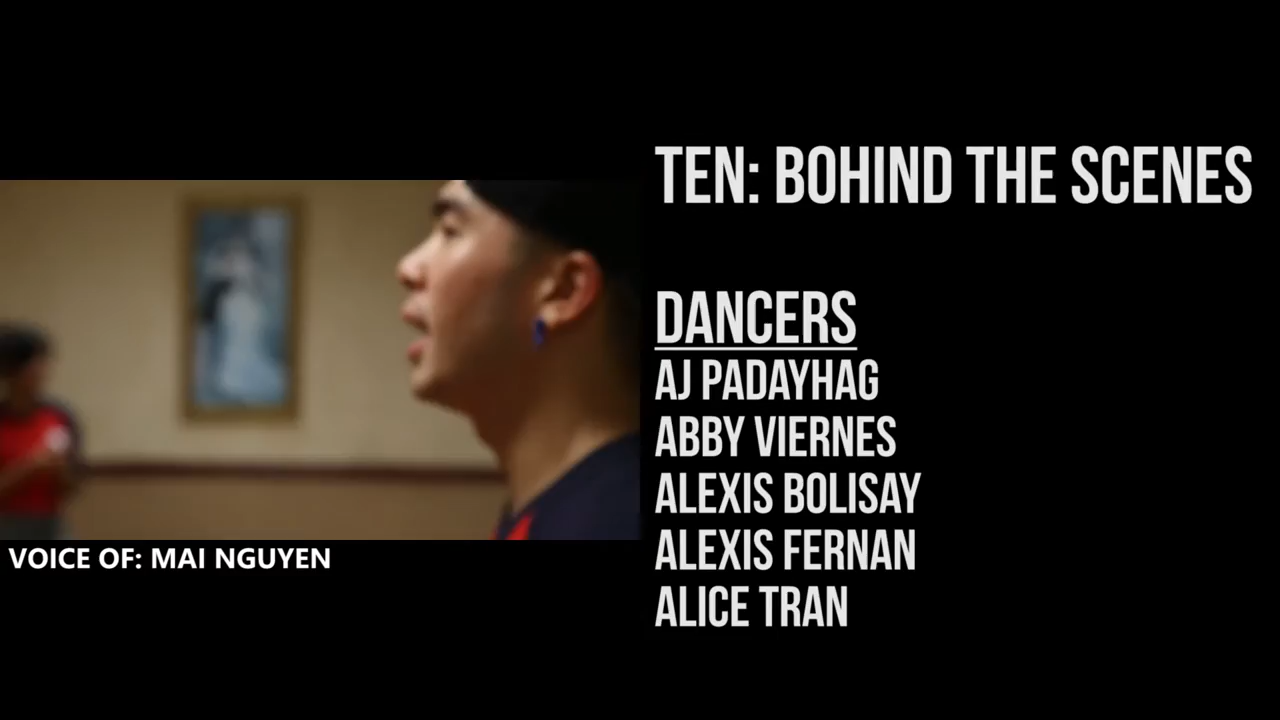 TEN: BOHIND THE SCENES
DANCERS
AJ PADAYHAG
ABBY VIERNES
ALEXIS BOLISAY
ALEXIS FERNAN
ALICE TRAN
VOICE OF: MAI NGUYEN